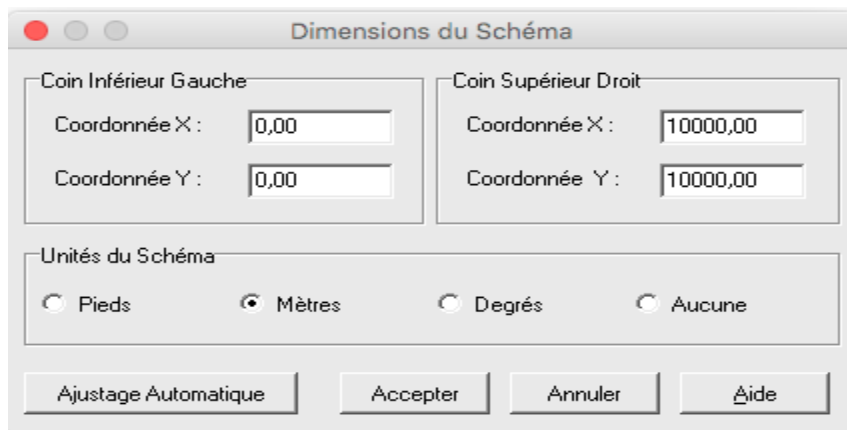 Dimensions du Schéma
Coin Inférieur Gauche
Coordonnée X :
0,00
Coordonnée Y :
0,00
Coin Supérieur Droit
Coordonnée X :
10000,00
Coordonnée Y :
10000,00
Unités du Schéma
Pieds Mètres Degrés Aucune
Ajustage Automatique Accepter Annuler Aide